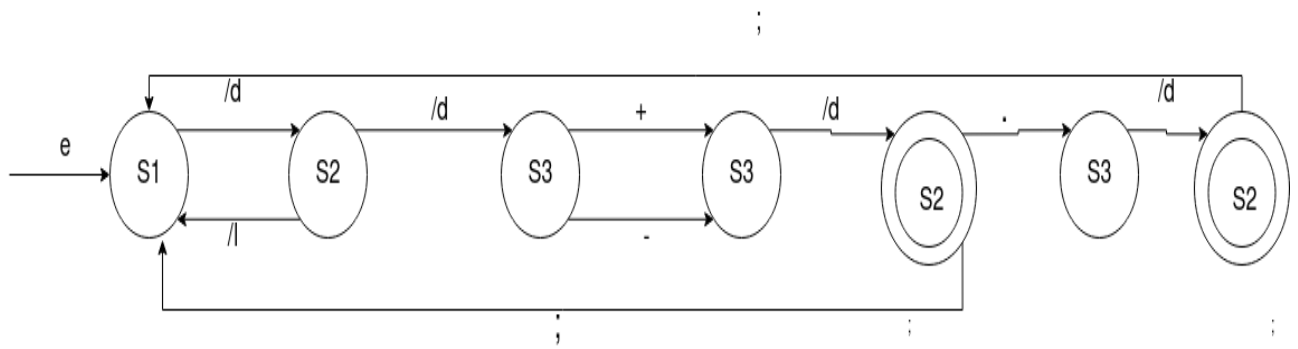 ;
/d /d + /d . /d
e S1 S2 S3 S3 S2 S3 S2
/l -
; ; ;